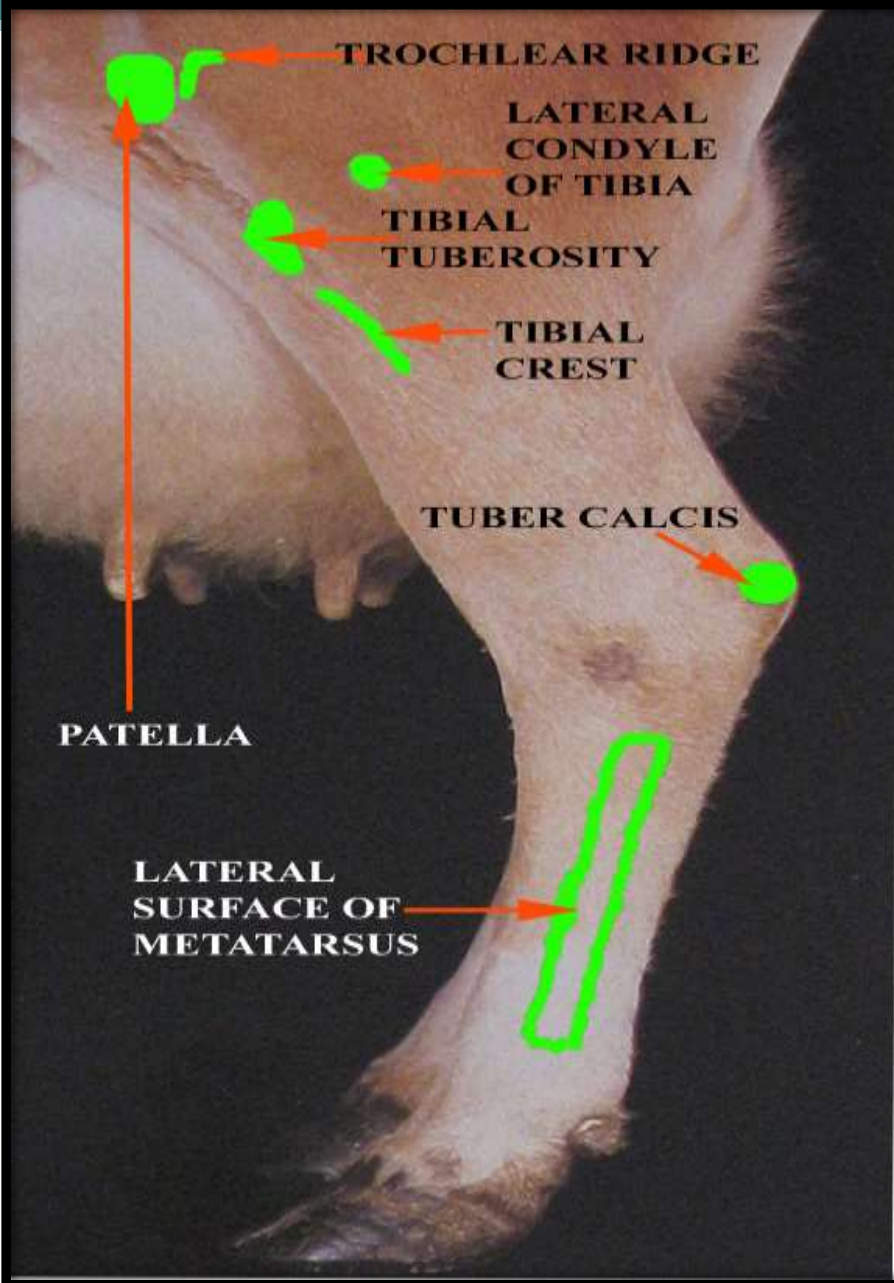 TROCHLEAR RIDGE
LATERAL
CONDYLE
OF TIBIA
TIBIAL
TUBEROSITY
TIBIAL
CREST
TUBER CALCIS
PATELLA
LATERAL
SURFACE OF
METATARSUS